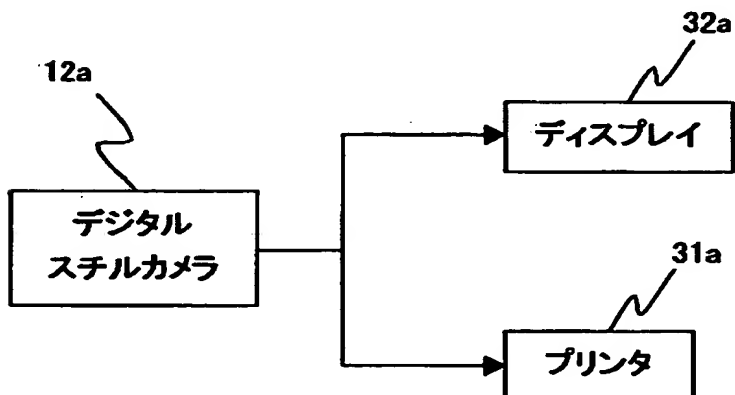 32a
12a
ディスプレイ
デジタル
スチルカメラ
31a
プリンタ